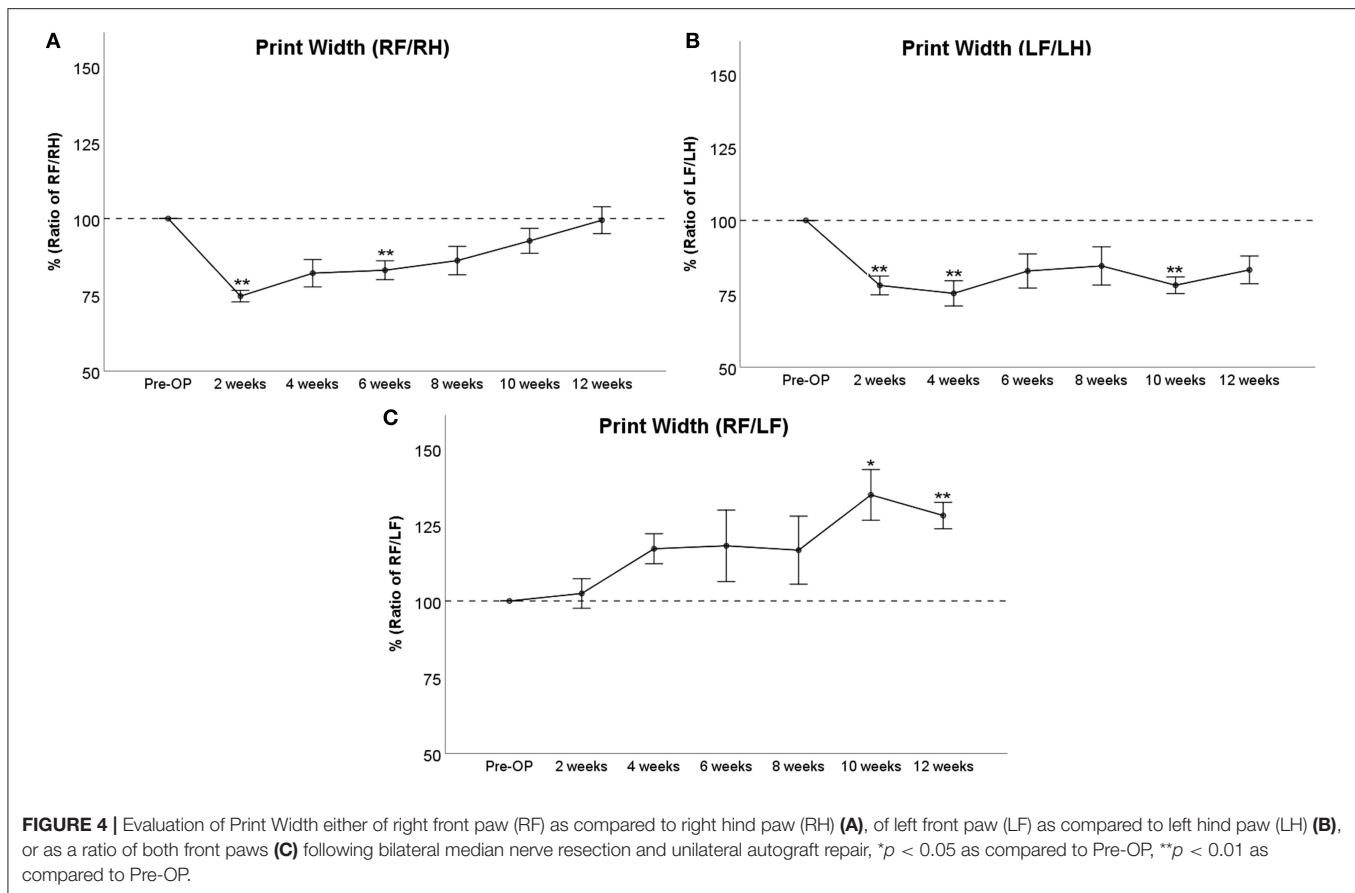 A
Print Width (RF/RH)
% (Ratio of RF/RH)
150
125
100
75
50
**
**
Pre-OP 2 weeks 4 weeks 6 weeks 8 weeks 10 weeks 12 weeks
B
Print Width (LF/LH)
% (Ratio of LF/LH)
150
125
100
75
50
**
**
**
Pre-OP 2 weeks 4 weeks 6 weeks 8 weeks 10 weeks 12 weeks
C
Print Width (RF/LF)
% (Ratio of RF/LF)
150
125
100
75
50
*
**
Pre-OP 2 weeks 4 weeks 6 weeks 8 weeks 10 weeks 12 weeks
FIGURE 4 | Evaluation of Print Width either of right front paw (RF) as compared to right hind paw (RH) (A), of left front paw (LF) as compared to left hind paw (LH) (B),
or as a ratio of both front paws (C) following bilateral median nerve resection and unilateral autograft repair, *p < 0.05 as compared to Pre-OP, **p < 0.01 as
compared to Pre-OP.